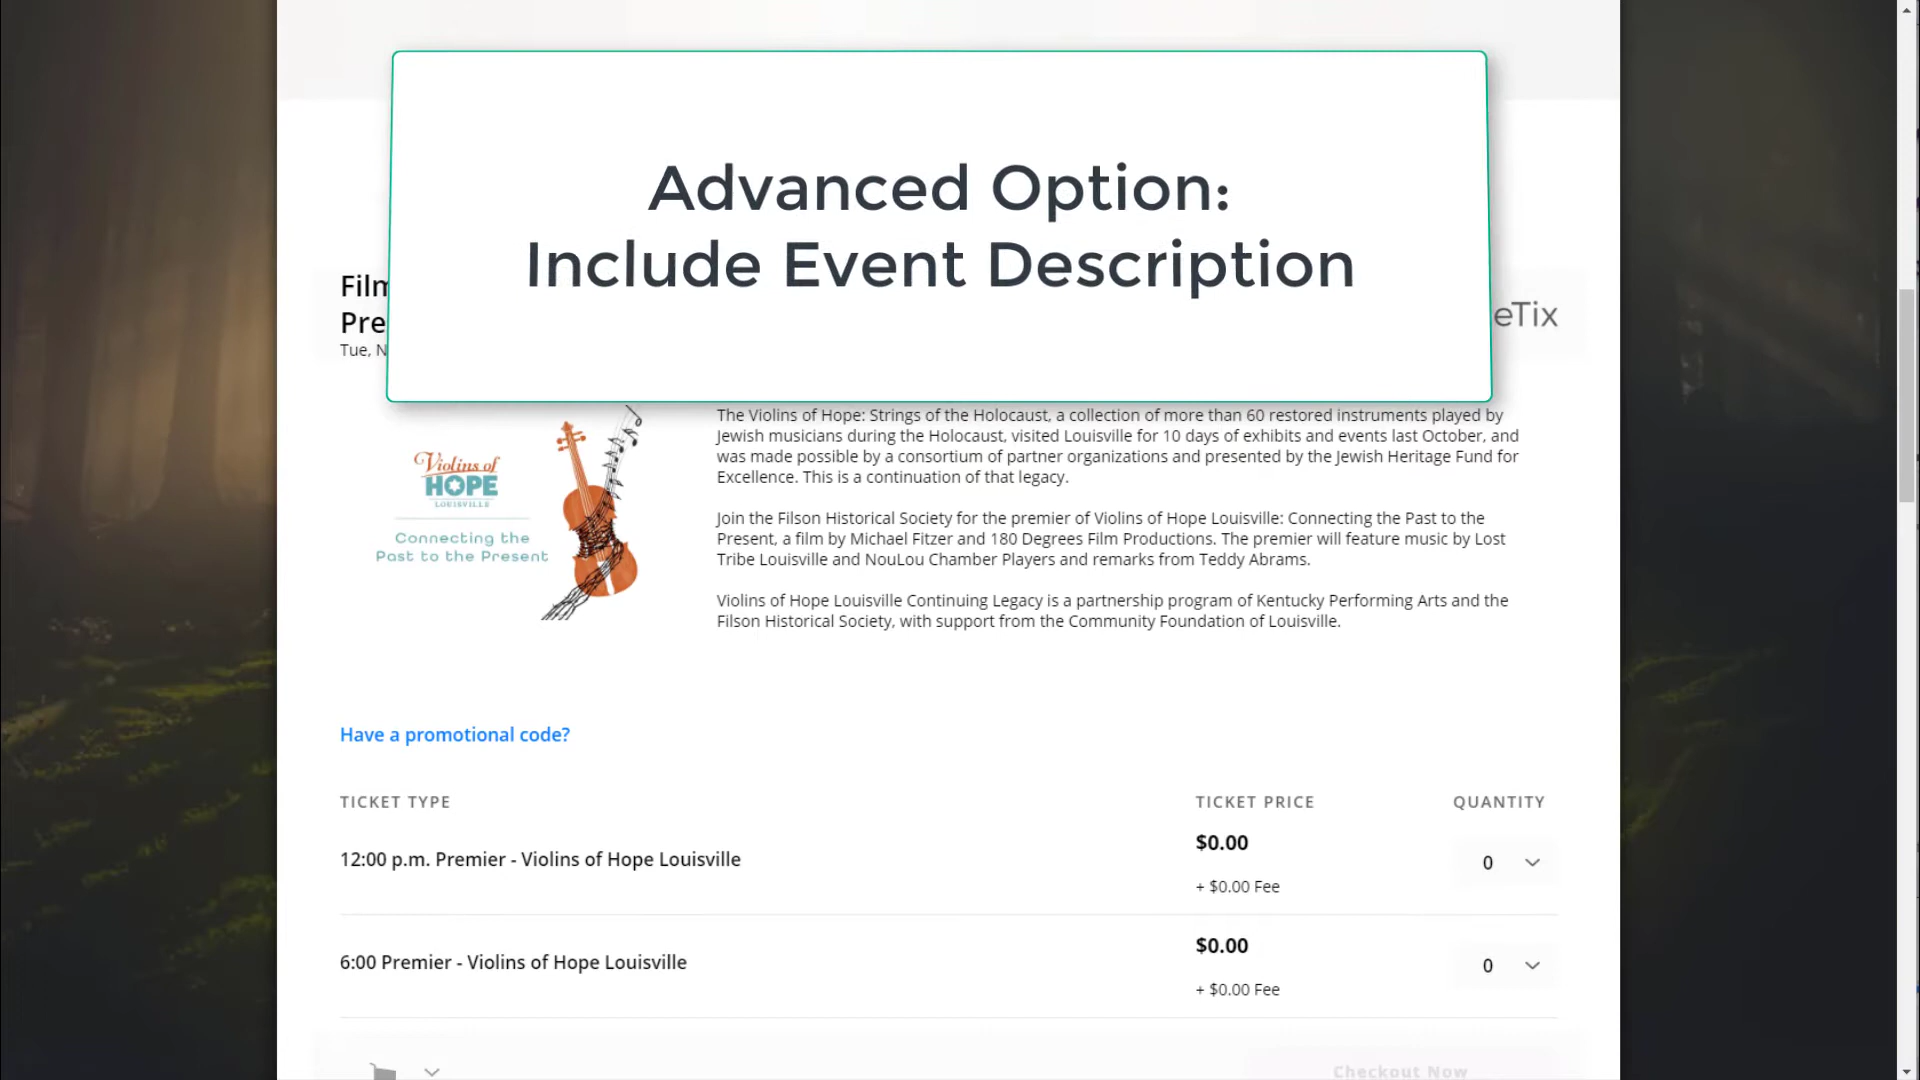 Advanced Option:
Include Event Description
Film
Pre
Tue, N
eTix
Violins of
HOPE
LOUISVILLE
Connecting the
Past to the Present
The Violins of Hope: Strings of the Holocaust, a collection of more than 60 restored instruments played by
Jewish musicians during the Holocaust, visited Louisville for 10 days of exhibits and events last October, and
was made possible by a consortium of partner organizations and presented by the Jewish Heritage Fund for
Excellence. This is a continuation of that legacy.
Join the Filson Historical Society for the premier of Violins of Hope Louisville: Connecting the Past to the
Present, a film by Michael Fitzer and 180 Degrees Film Productions. The premier will feature music by Lost
Tribe Louisville and NouLou Chamber Players and remarks from Teddy Abrams.
Violins of Hope Louisville Continuing Legacy is a partnership program of Kentucky Performing Arts and the
Filson Historical Society, with support from the Community Foundation of Louisville.
Have a promotional code?
TICKET TYPE TICKET PRICE QUANTITY
12:00 p.m. Premier - Violins of Hope Louisville $0.00 0
+ $0.00 Fee
6:00 Premier - Violins of Hope Louisville $0.00 0
+ $0.00 Fee
Checkout Now